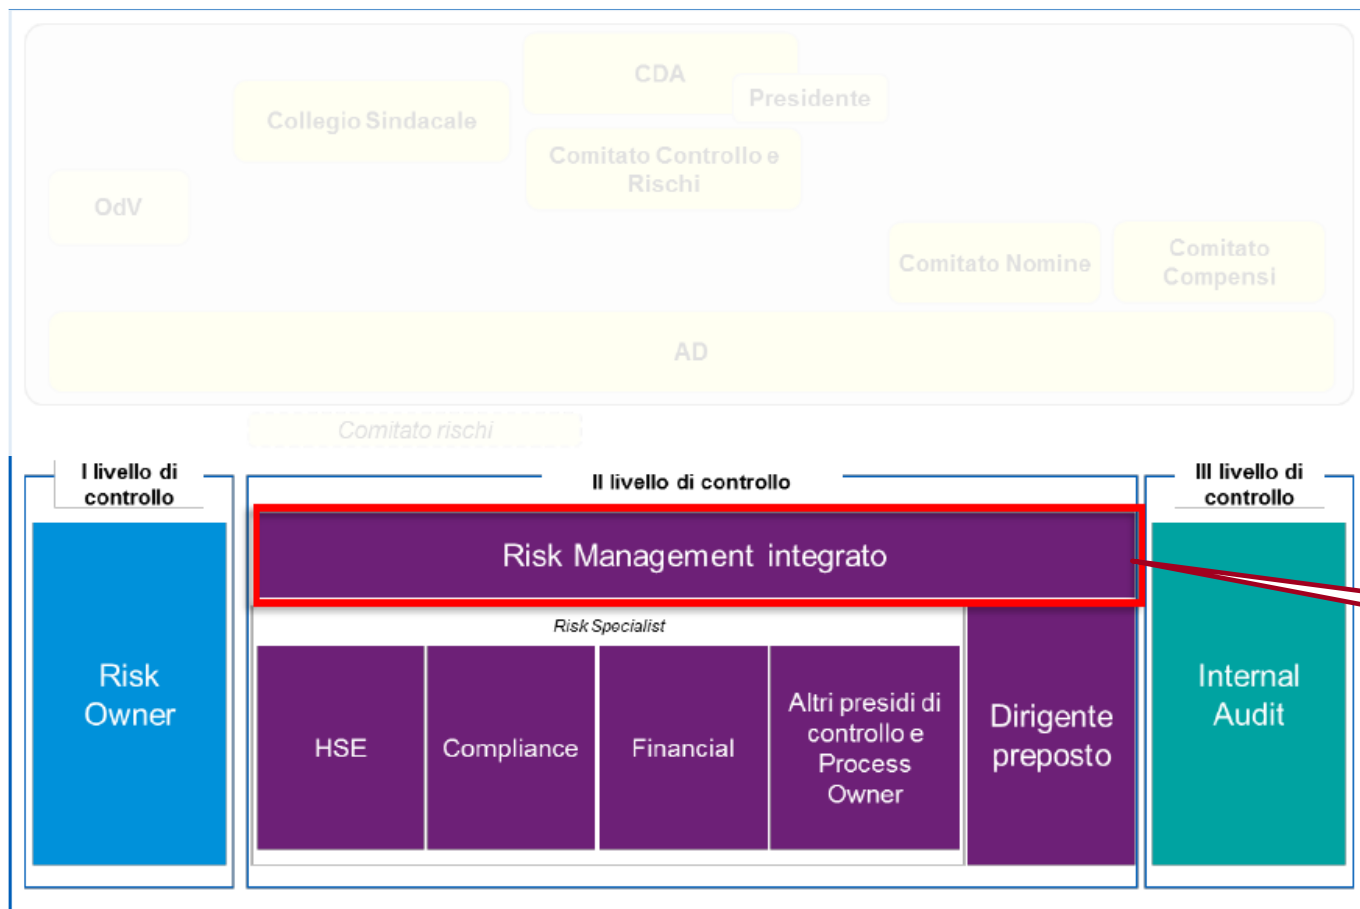 CDA
Presidente
Collegio Sindacale
Comitato Controllo e
Rischi
OdV
Comitato Nomine
Comitato
Compensi
AD
Comitato rischi
I livello di
controllo
II livello di controllo
III livello di
controllo
Risk Management integrato
Risk Specialist
Risk
Owner
HSE
Compliance
Financial
Altri presidi di
controllo e
Process
Owner
Dirigente
preposto
Internal
Audit